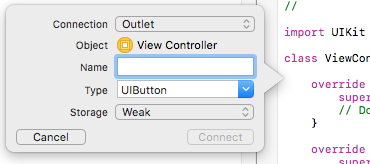 Connection Outlet
Object View Controller
Name
Type UIButton
Storage Weak
Cancel Connect
//
import UIKit
class ViewCon
override
super
// Do
}
override
super